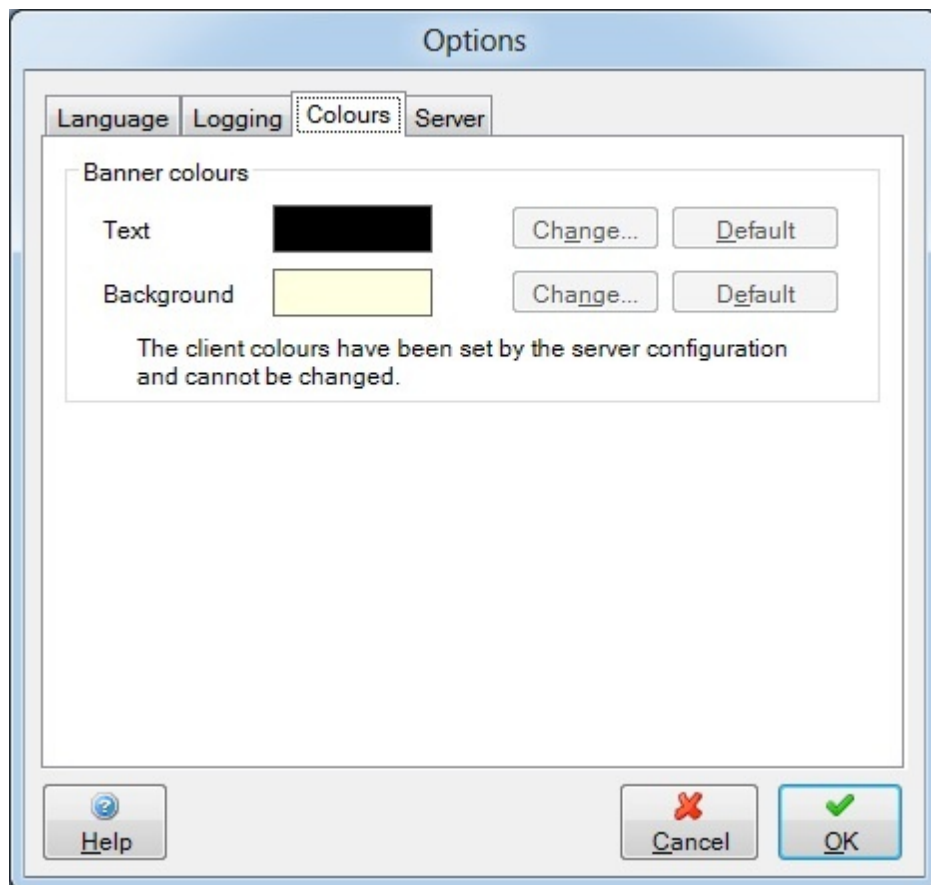 Options
Language Logging Colours Server
Banner colours
Text Change... Default
Background Change... Default
The client colours have been set by the server configuration
and cannot be changed.
Help Cancel OK